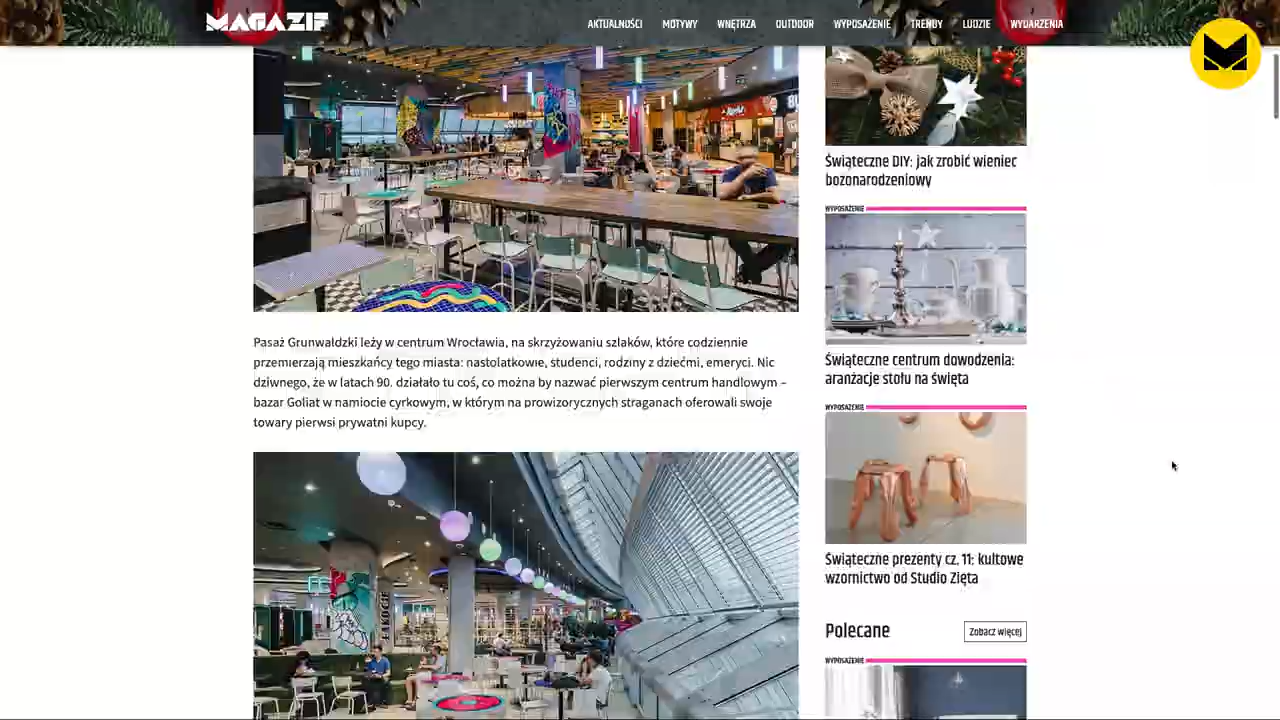 MAGAZIF
AKTUALNOŚCI MOTYWY WNĘTRZA OUTDOOR WYPOSAŻENIE TRENDY LUDZIE WYDARZENIA
Świąteczne DIY: jak zrobić wieniec
bożonarodzeniowy
WYPOSAŻENIE
Świąteczne centrum dowodzenia:
aranżacje stołu na święta
WYPOSAŻENIE
Świąteczne prezenty cz. 11: kultowe
wzornictwo od Studio Zięta
Polecane
Zobacz więcej
WYPOSAŻENIE
Pasaż Grunwaldzki leży w centrum Wrocławia, na skrzyżowaniu szlaków, które codziennie
przemierzają mieszkańcy tego miasta: nastolatkowie, studenci, rodziny z dziećmi, emeryci. Nic
dziwnego, że w latach 90. działało tu coś, co można by nazwać pierwszym centrum handlowym –
bazar Goliat w namiocie cyrkowym, w którym na prowizorycznych straganach oferowali swoje
towary pierwsi prywatni kupcy.